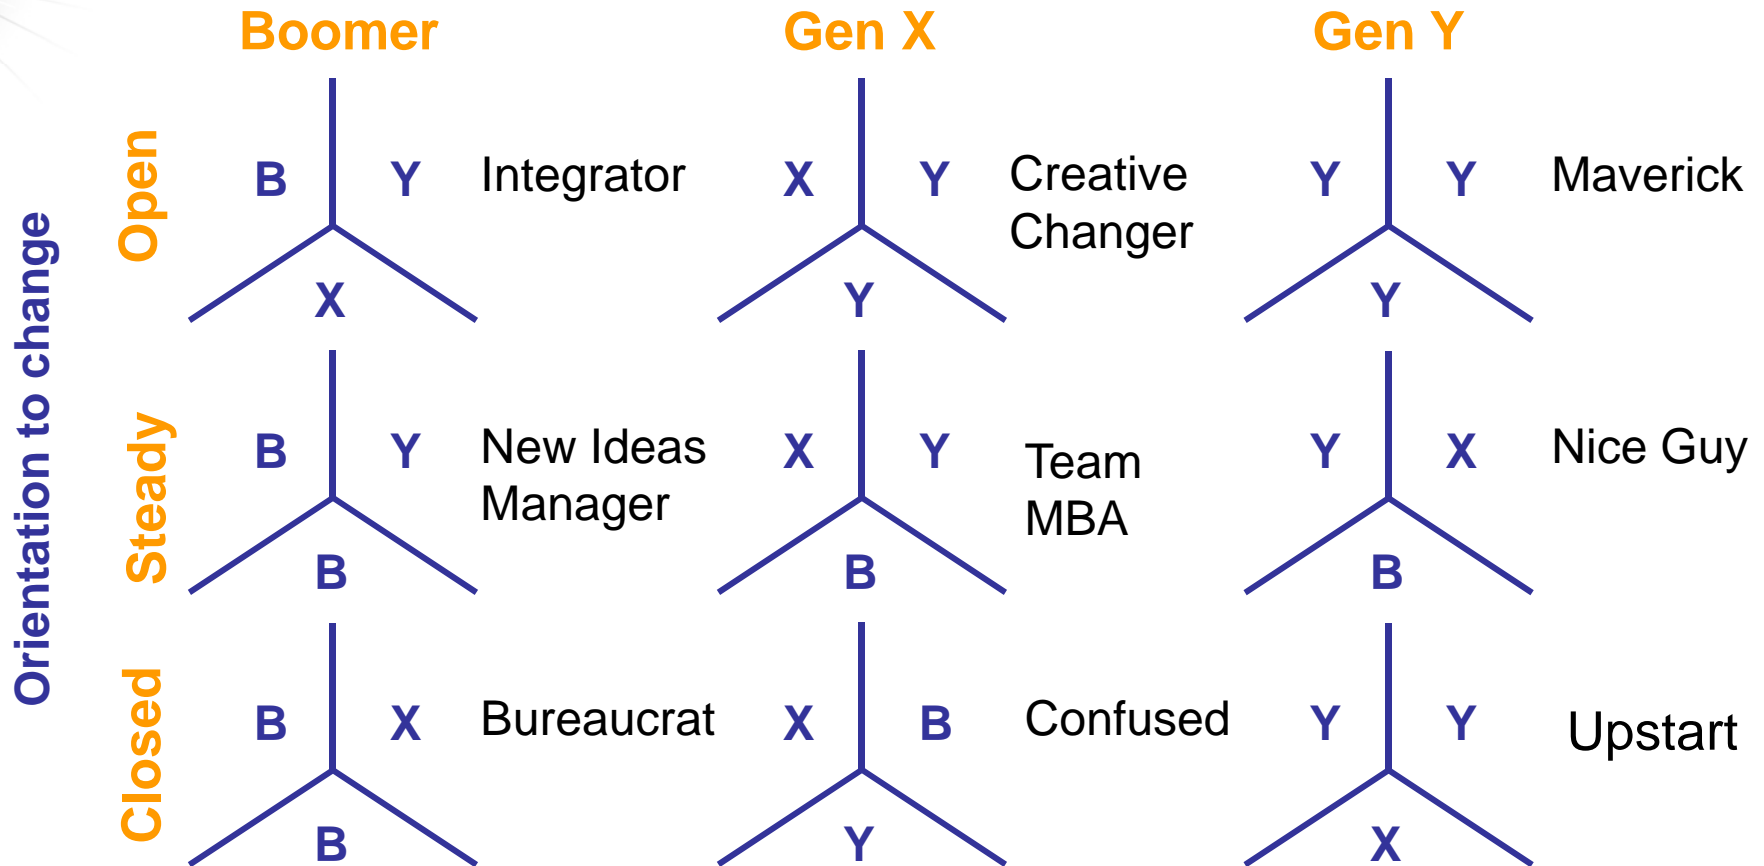 Boomer Gen X Gen Y
Orientation to change
Open
B Y Integrator X Y Creative Y Y Maverick
Changer
X Y Y
Steady
B Y New Ideas X Y Team Y X Nice Guy
Manager MBA
B B B
Closed
B X Bureaucrat X B Confused Y Y Upstart
B Y X